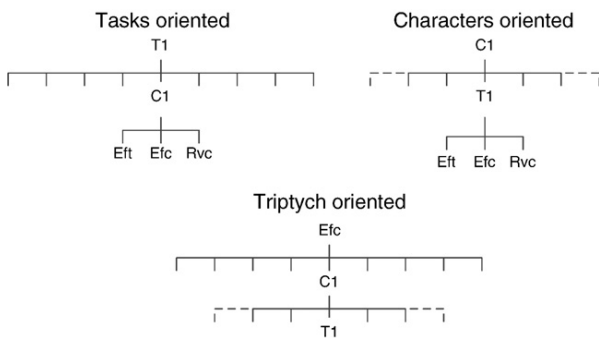 Tasks oriented
T1
C1
Eft Efc Rvc
Characters oriented
C1
T1
Eft Efc Rvc
Triptych oriented
Efc
C1
T1